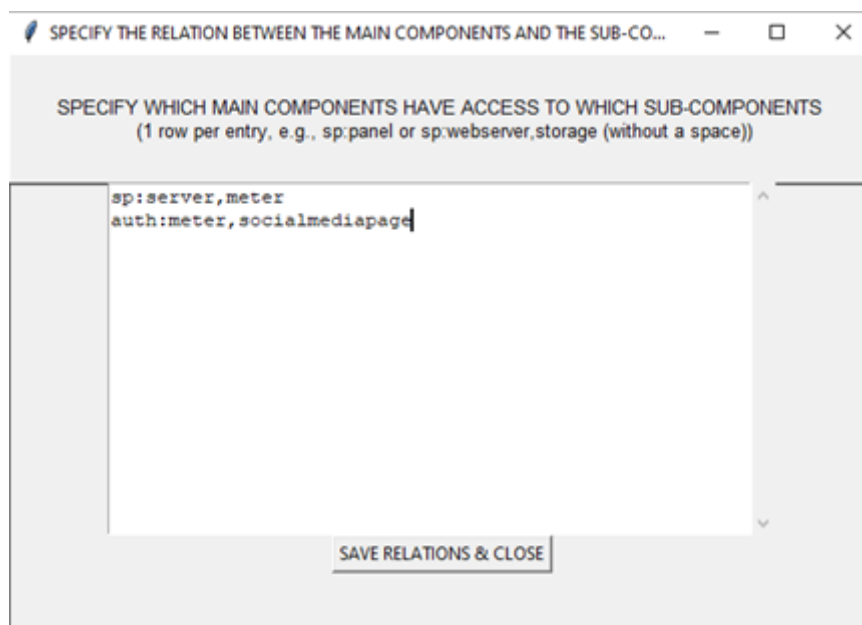 SPECIFY THE RELATION BETWEEN THE MAIN COMPONENTS AND THE SUB-CO...
SPECIFY WHICH MAIN COMPONENTS HAVE ACCESS TO WHICH SUB-COMPONENTS
(1 row per entry, e.g., sp:panel or sp:webserver,storage (without a space))
sp:server,meter
auth:meter,socialmediapage
SAVE RELATIONS & CLOSE